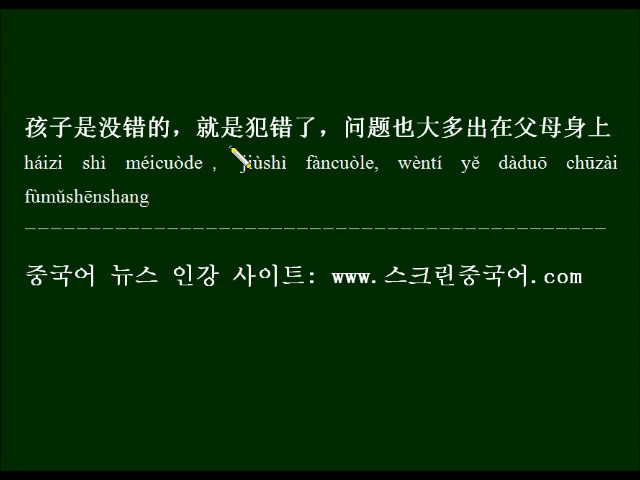 孩子是没错的，就是犯错了，问题也大多出在父母身上
háizi shì méicuòde， jiùshì fàncuòle, wèntí yě dàduō chūzài
fùmǔshēnshang
중국어 뉴스 인강 사이트: www.스크린중국어.com